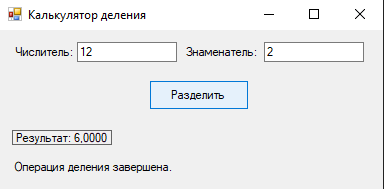 Калькулятор деления
Числитель: 12 Знаменатель: 2
Разделить
Результат: 6,0000
Операция деления завершена.